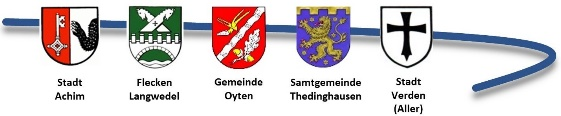 Stadt
Achim
Flecken
Langwedel
Gemeinde
Oyten
Samtgemeinde
Thedinghausen
Stadt
Verden
(Aller)